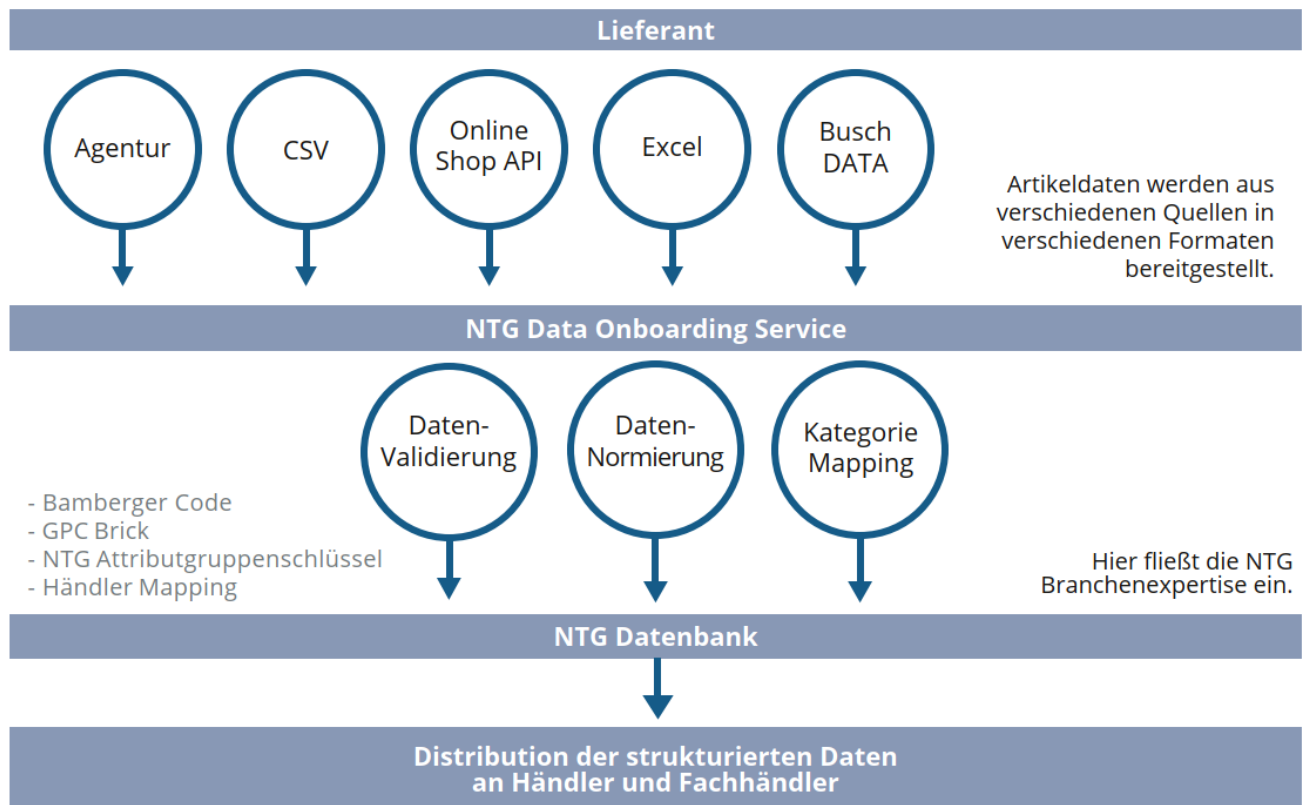 Lieferant
Agentur
CSV
Online
Shop API
Excel
Busch
DATA
Artikeldaten werden aus
verschiedenen Quellen in
verschiedenen Formaten
bereitgestellt.
NTG Data Onboarding Service
Daten-
Validierung
Daten-
Normierung
Kategorie
Mapping
- Bamberger Code
- GPC Brick
- NTG Attributgruppenschlüssel
- Händler Mapping
Hier fließt die NTG
Branchenexpertise ein.
NTG Datenbank
Distribution der strukturierten Daten
an Händler und Fachhändler